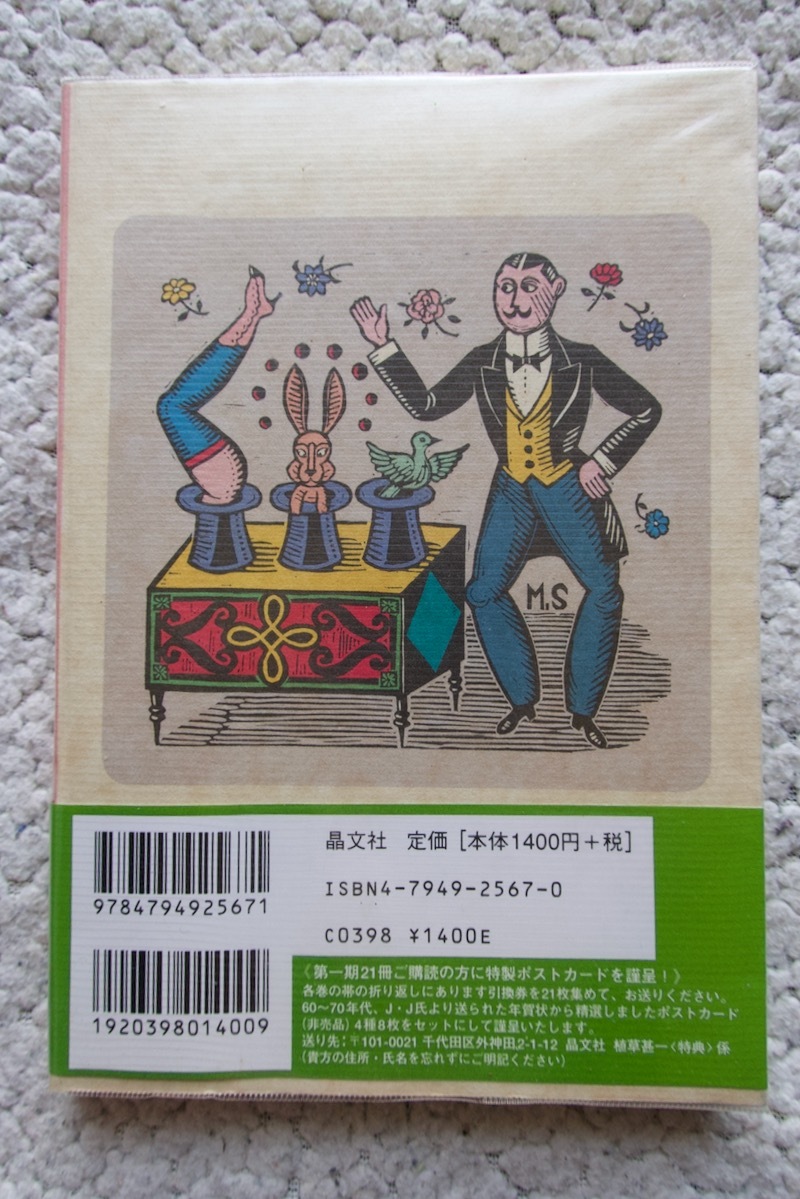 M.S
晶文社 定価[本体1400円+税]
ISBN4-7949-2567-0
C0398 ¥1400E
9784794925671
1920398014009
《第一期21冊ご購読の方に特製ポストカードを謹呈!》
各巻の帯の折り返しにあります引換券を21枚集めて、お送りください。
60~70年代、J・J氏より送られた年賀状から精選しましたポストカード
(非売品)4種8枚をセットにして謹呈いたします。
送り先:〒101-0021 千代田区外神田2-1-12 晶文社 植草甚一〈特典〉係
(貴方の住所・氏名を忘れずにご明記ください)